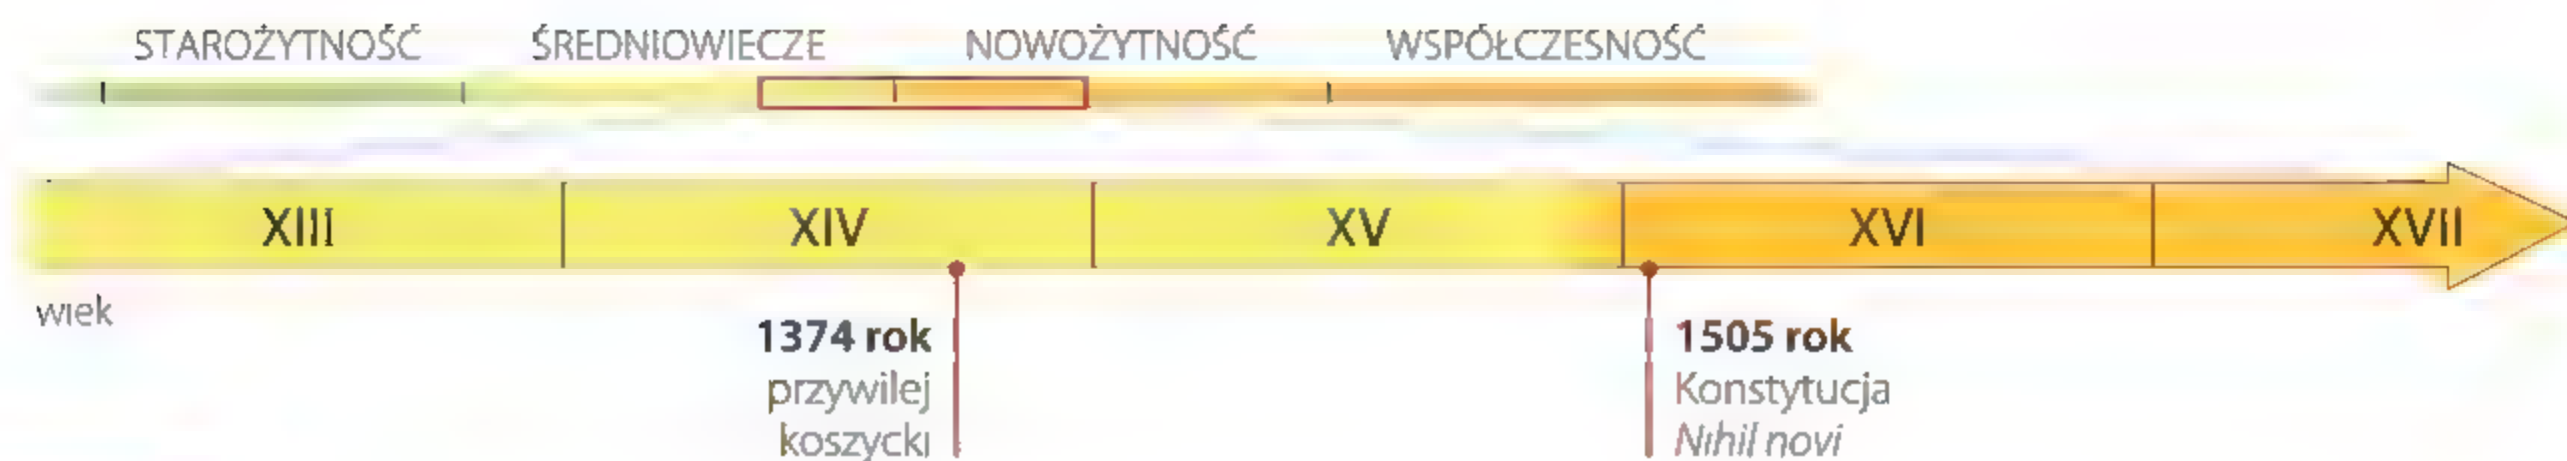 STAROŻYTNOŚĆ ŚREDNIOWIECZE NOWOŻYTNOŚĆ WSPÓŁCZESNOŚĆ
XIII XIV XV XVI XVII
wiek
1374 rok
przywilej
koszycki
1505 rok
Konstytucja
Nihil novi